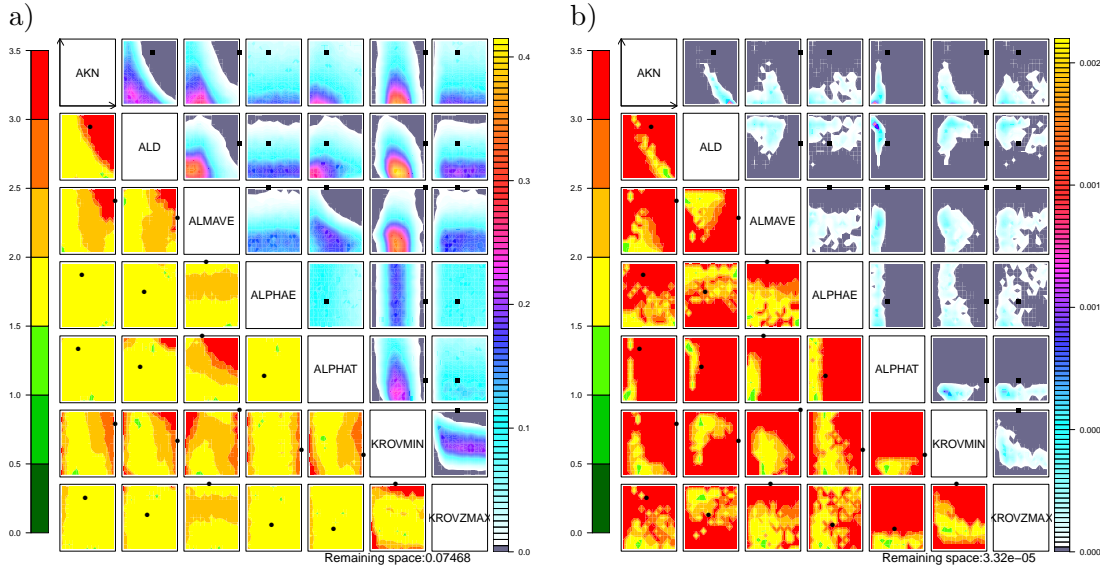 a)
3.5
3.0
2.5
2.0
1.5
1.0
0.5
0.0
AKN
ALD
ALMAVE
ALPHAE
ALPHAT
KROVMIN
KROVZMAX
0.4
0.3
0.2
0.1
0.0
Remaining space:0.07468
b)
3.5
3.0
2.5
2.0
1.5
1.0
0.5
0.0
AKN
ALD
ALMAVE
ALPHAE
ALPHAT
KROVMIN
KROVZMAX
0.002
0.001
0.001
0.000
0.000
Remaining space:3.32e−05